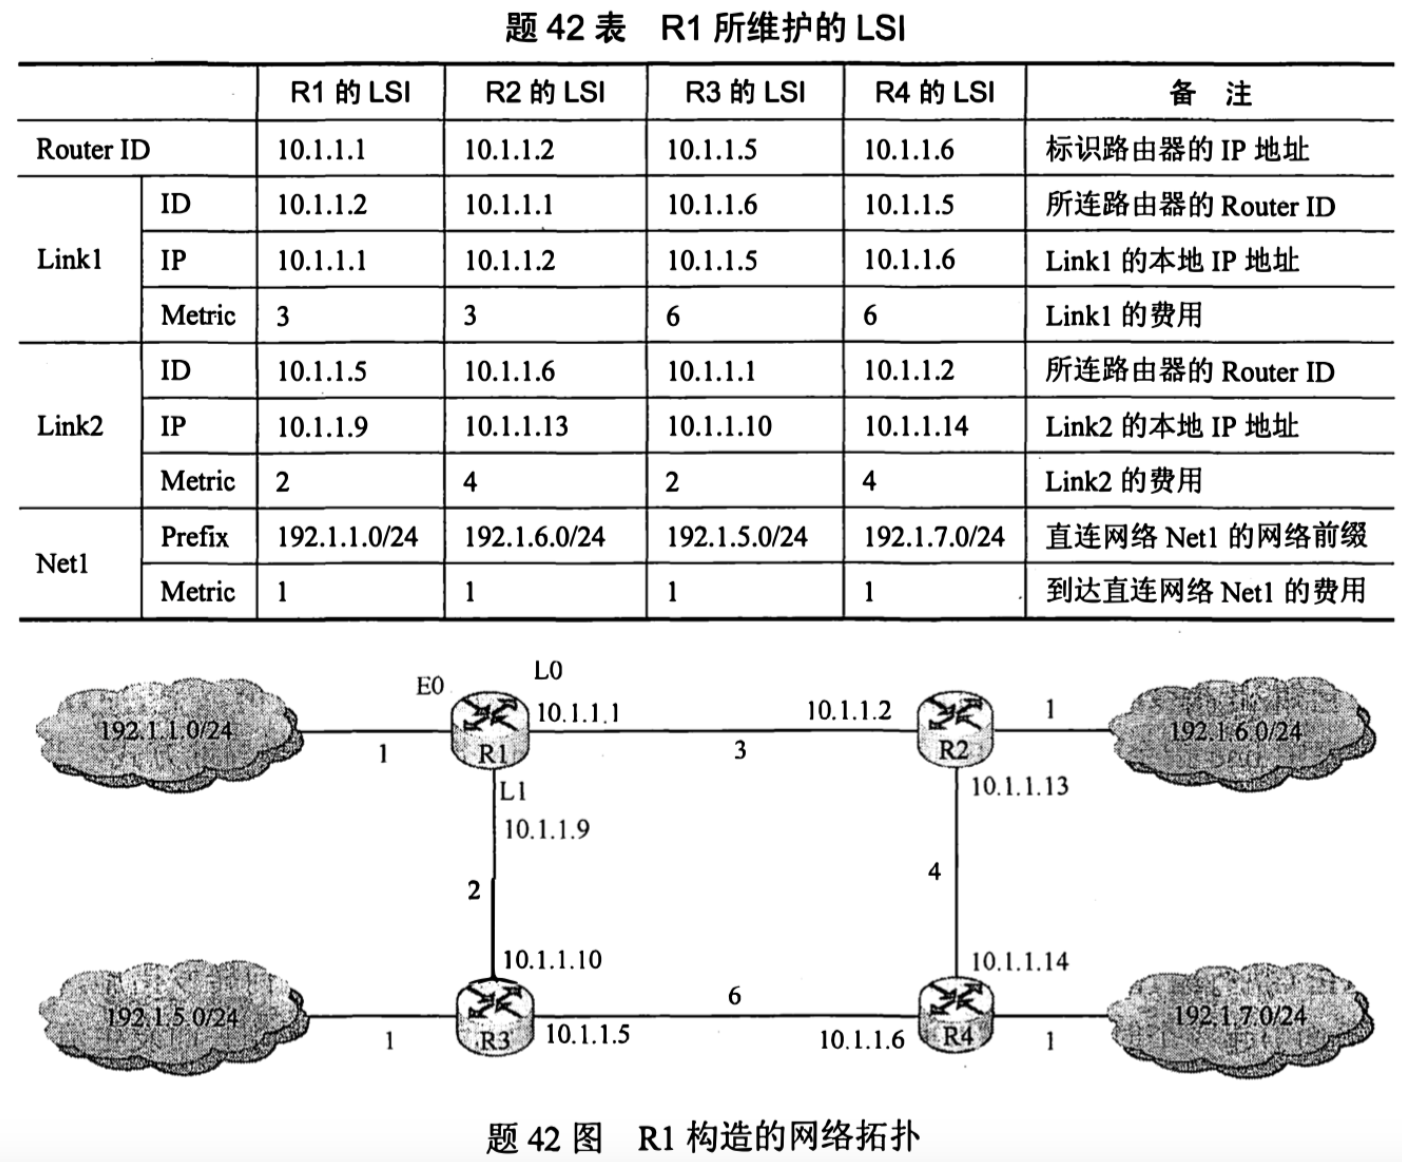 题 42 表 R1 所维护的 LSI
R1 的 LSI R2 的 LSI R3 的 LSI R4 的 LSI 备 注
Router ID 10.1.1.1 10.1.1.2 10.1.1.5 10.1.1.6 标识路由器的 IP 地址
Link1 ID 10.1.1.2 10.1.1.1 10.1.1.6 10.1.1.5 所连路由器的 Router ID
IP 10.1.1.1 10.1.1.2 10.1.1.5 10.1.1.6 Link1 的本地 IP 地址
Metric 3 3 6 6 Link1 的费用
Link2 ID 10.1.1.5 10.1.1.6 10.1.1.1 10.1.1.2 所连路由器的 Router ID
IP 10.1.1.9 10.1.1.13 10.1.1.10 10.1.1.14 Link2 的本地 IP 地址
Metric 2 4 2 4 Link2 的费用
Net1 Prefix 192.1.1.0/24 192.1.6.0/24 192.1.5.0/24 192.1.7.0/24 直连网络 Net1 的网络前缀
Metric 1 1 1 1 到达直连网络 Net1 的费用
E0 L0
192.1.1.0/24 10.1.1.1 10.1.1.2 1 192.1.6.0/24
1 R1 3 R2
L1 10.1.1.13
10.1.1.9
2 4
10.1.1.10 10.1.1.14
192.1.5.0/24 6 192.1.7.0/24
1 R3 10.1.1.5 10.1.1.6 R4 1
题 42 图 R1 构造的网络拓扑